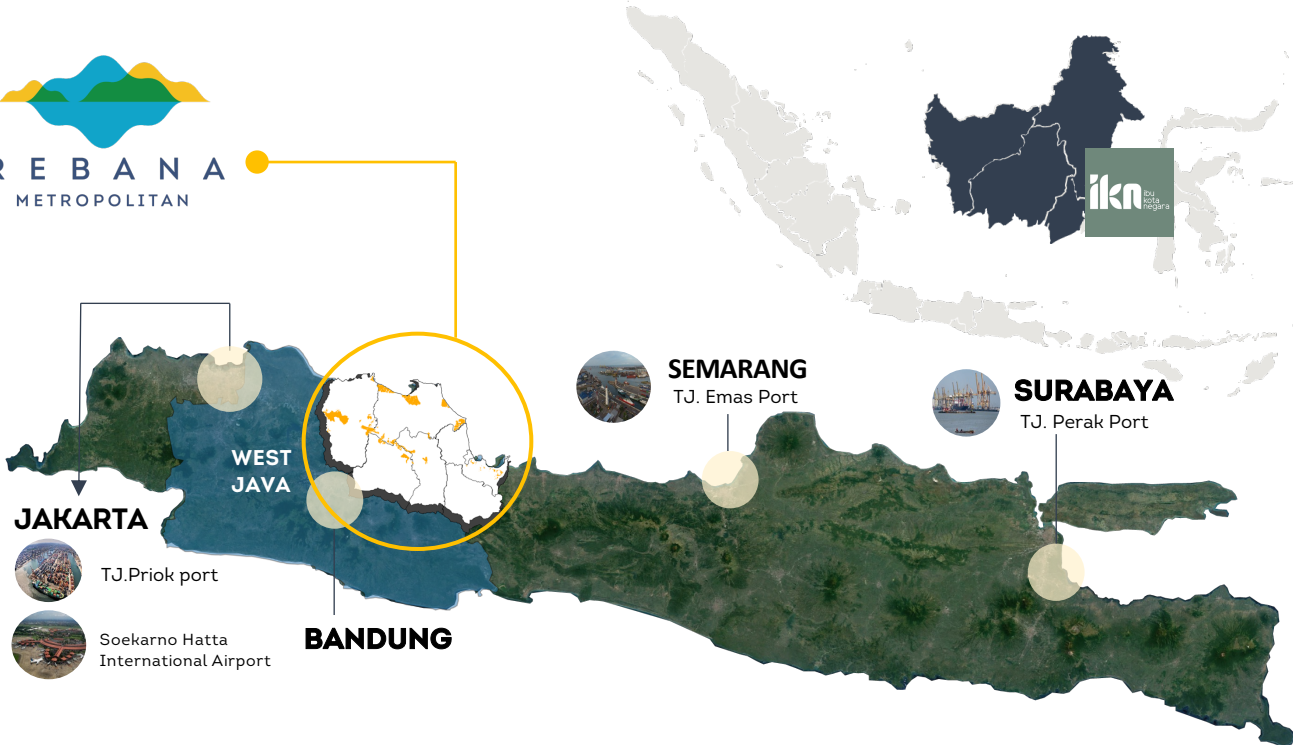 REBANA
METROPOLITAN
ikn
ibu
kota
negara
SEMARANG
TJ. Emas Port
SURABAYA
TJ. Perak Port
WEST
JAVA
JAKARTA
TJ.Priok port
Soekarno Hatta
International Airport
BANDUNG